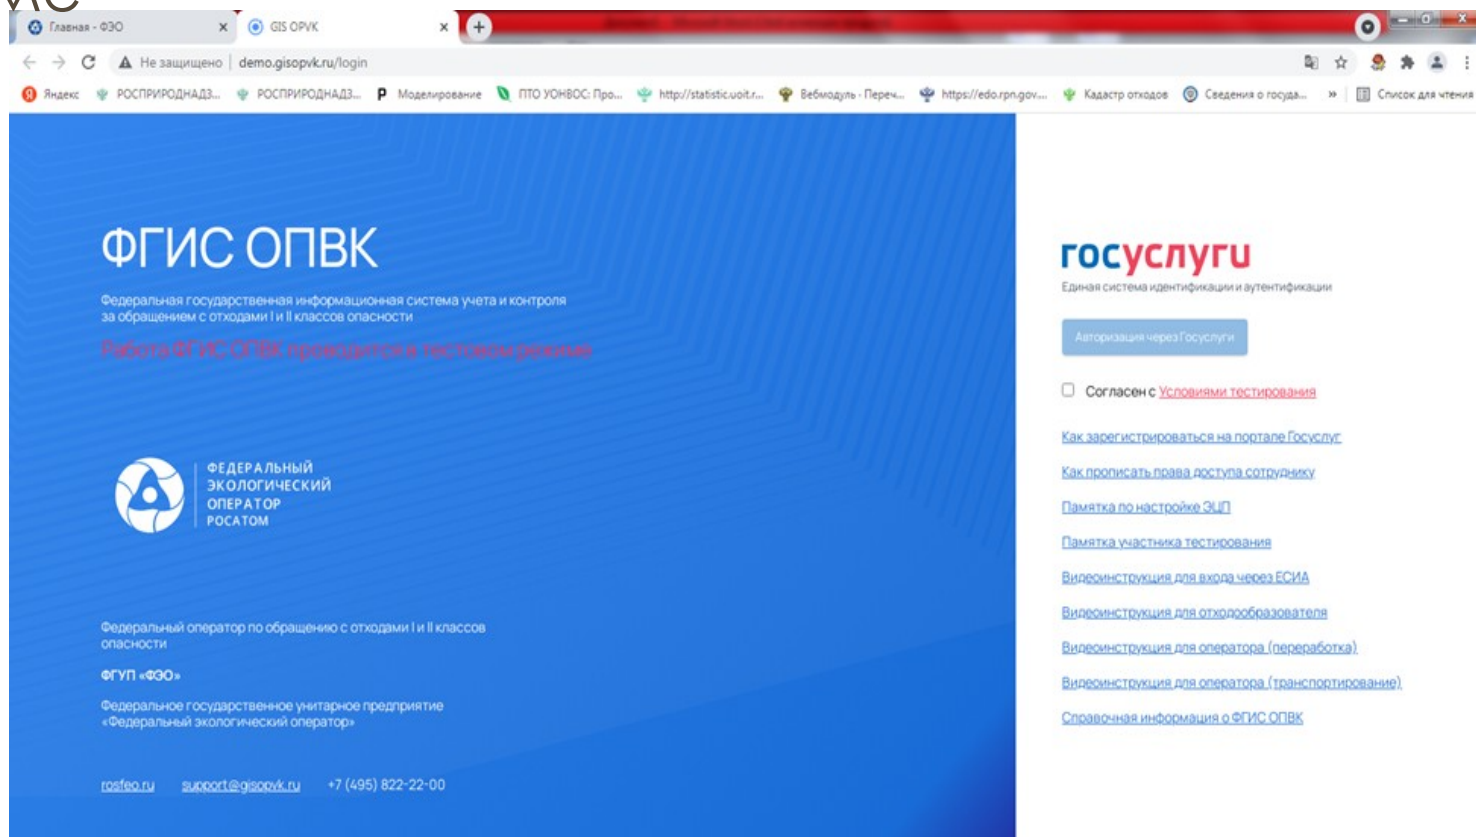 ИС
Главная - ФЭО
GIS OPVK
Не защищено | demo.gisopvk.ru/login
Яндекс РОСПРИРОДНАДЗ... РОСПРИРОДНАДЗ... Моделирование ПТО УОНВОС: Про... http://statistic.uoit.r... Вебмодуль - Переч... https://edo.rpn.gov.... Кадастр отходов Сведения о госуда... » Список для чтения
ФГИС ОПВК
Федеральная государственная информационная система учета и контроля
за обращением с отходами I и II классов опасности
Работа ФГИС ОПВК проводится в тестовом режиме
ФЕДЕРАЛЬНЫЙ
ЭКОЛОГИЧЕСКИЙ
ОПЕРАТОР
РОСАТОМ
Федеральный оператор по обращению с отходами I и II классов
опасности
ФГУП «ФЭО»
Федеральное государственное унитарное предприятие
«Федеральный экологический оператор»
rosfeo.ru support@gisopvk.ru +7 (495) 822-22-00
госуслуги
Единая система идентификации и аутентификации
Авторизация через Госуслуги
Согласен с Условиями тестирования
Как зарегистрироваться на портале Госуслуг
Как прописать права доступа сотруднику
Памятка по настройке ЭЦП
Памятка участника тестирования
Видеоинструкция для входа через ЕСИА
Видеоинструкция для отходообразователя
Видеоинструкция для оператора (переработка)
Видеоинструкция для оператора (транспортирование)
Справочная информация о ФГИС ОПВК